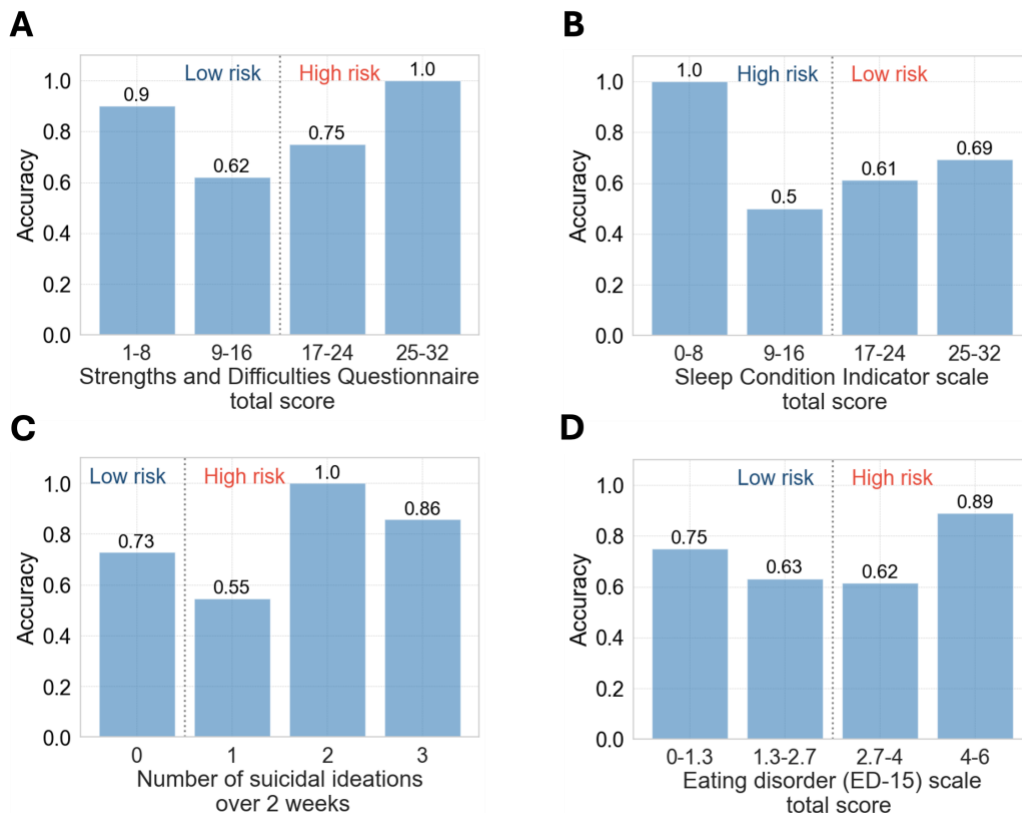 A
Accuracy
1.0
0.8
0.6
0.4
0.2
0.0
Low risk
High risk
0.9
0.62
0.75
1.0
1-8
9-16
17-24
25-32
Strengths and Difficulties Questionnaire
total score
B
Accuracy
1.0
0.8
0.6
0.4
0.2
0.0
High risk
Low risk
1.0
0.5
0.61
0.69
0-8
9-16
17-24
25-32
Sleep Condition Indicator scale
total score
C
Accuracy
1.0
0.8
0.6
0.4
0.2
0.0
Low risk
High risk
0.73
0.55
1.0
0.86
0
1
2
3
Number of suicidal ideations
over 2 weeks
D
Accuracy
1.0
0.8
0.6
0.4
0.2
0.0
Low risk
High risk
0.75
0.63
0.62
0.89
0-1.3
1.3-2.7
2.7-4
4-6
Eating disorder (ED-15) scale
total score